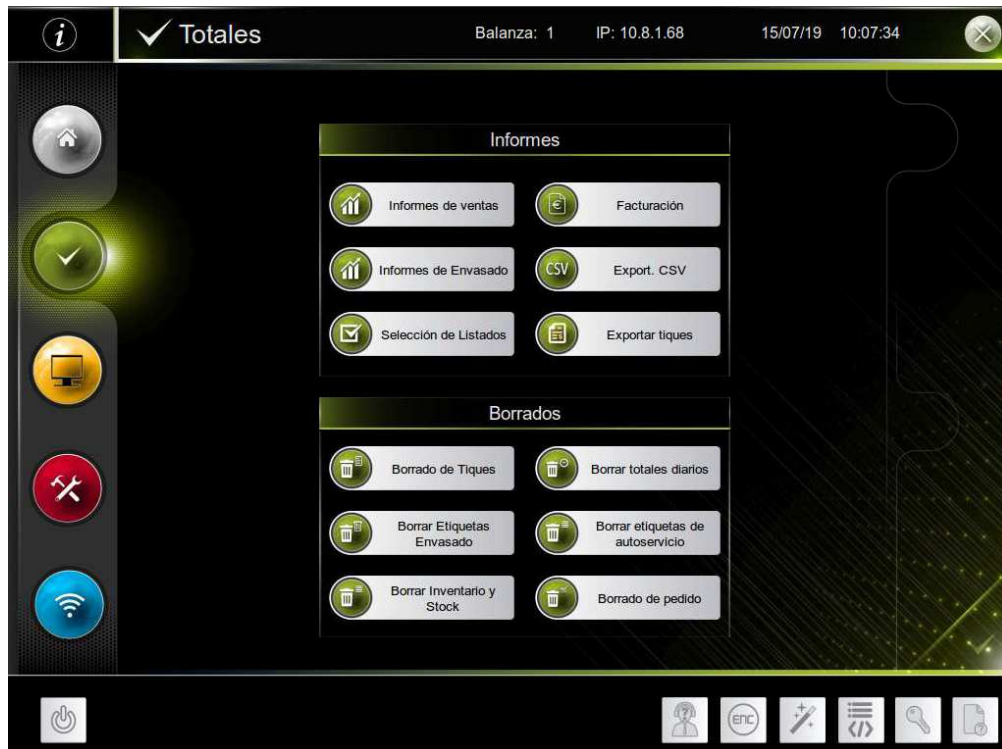 i
Totales
Balanza: 1
IP: 10.8.1.68
15/07/19 10:07:34
Informes
Informes de ventas
Facturación
Informes de Envasado
CSV
Export. CSV
Selección de Listados
Exportar tiques
Borrados
Borrado de Tiques
Borrar totales diarios
Borrar Etiquetas
Envasado
Borrar etiquetas de
autoservicio
Borrar Inventario y
Stock
Borrado de pedido
ENC